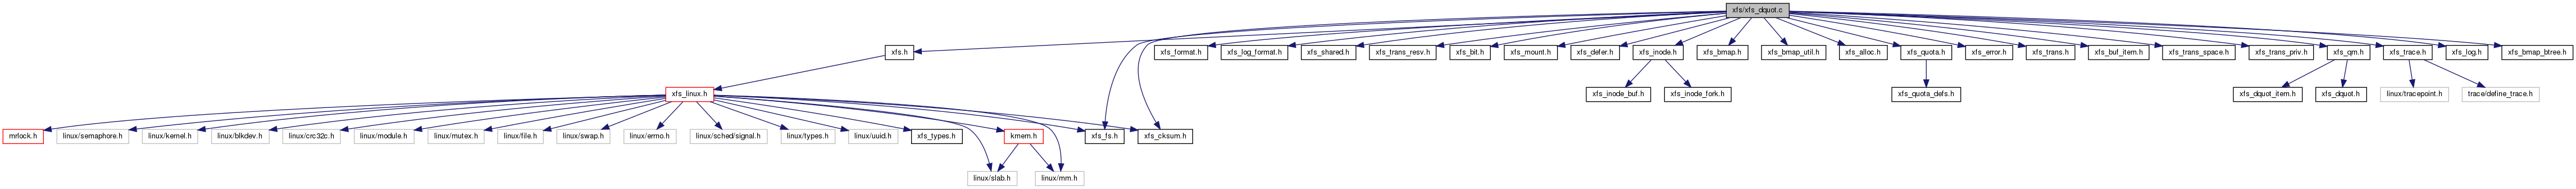 xfs/xfs_dquot.c
xfs.h
xfs_format.h
xfs_log_format.h
xfs_shared.h
xfs_trans_resv.h
xfs_bit.h
xfs_mount.h
xfs_defer.h
xfs_inode.h
xfs_bmap.h
xfs_bmap_util.h
xfs_alloc.h
xfs_quota.h
xfs_error.h
xfs_trans.h
xfs_buf_item.h
xfs_trans_space.h
xfs_trans_priv.h
xfs_qm.h
xfs_trace.h
xfs_log.h
xfs_bmap_btree.h
xfs_linux.h
xfs_inode_buf.h
xfs_inode_fork.h
xfs_quota_defs.h
xfs_dquot_item.h
xfs_dquot.h
linux/tracepoint.h
trace/define_trace.h
mrlock.h
linux/semaphore.h
linux/kernel.h
linux/blkdev.h
linux/crc32c.h
linux/module.h
linux/mutex.h
linux/file.h
linux/swap.h
linux/errno.h
linux/sched/signal.h
linux/types.h
linux/uuid.h
xfs_types.h
kmem.h
xfs_fs.h
xfs_cksum.h
linux/slab.h
linux/mm.h